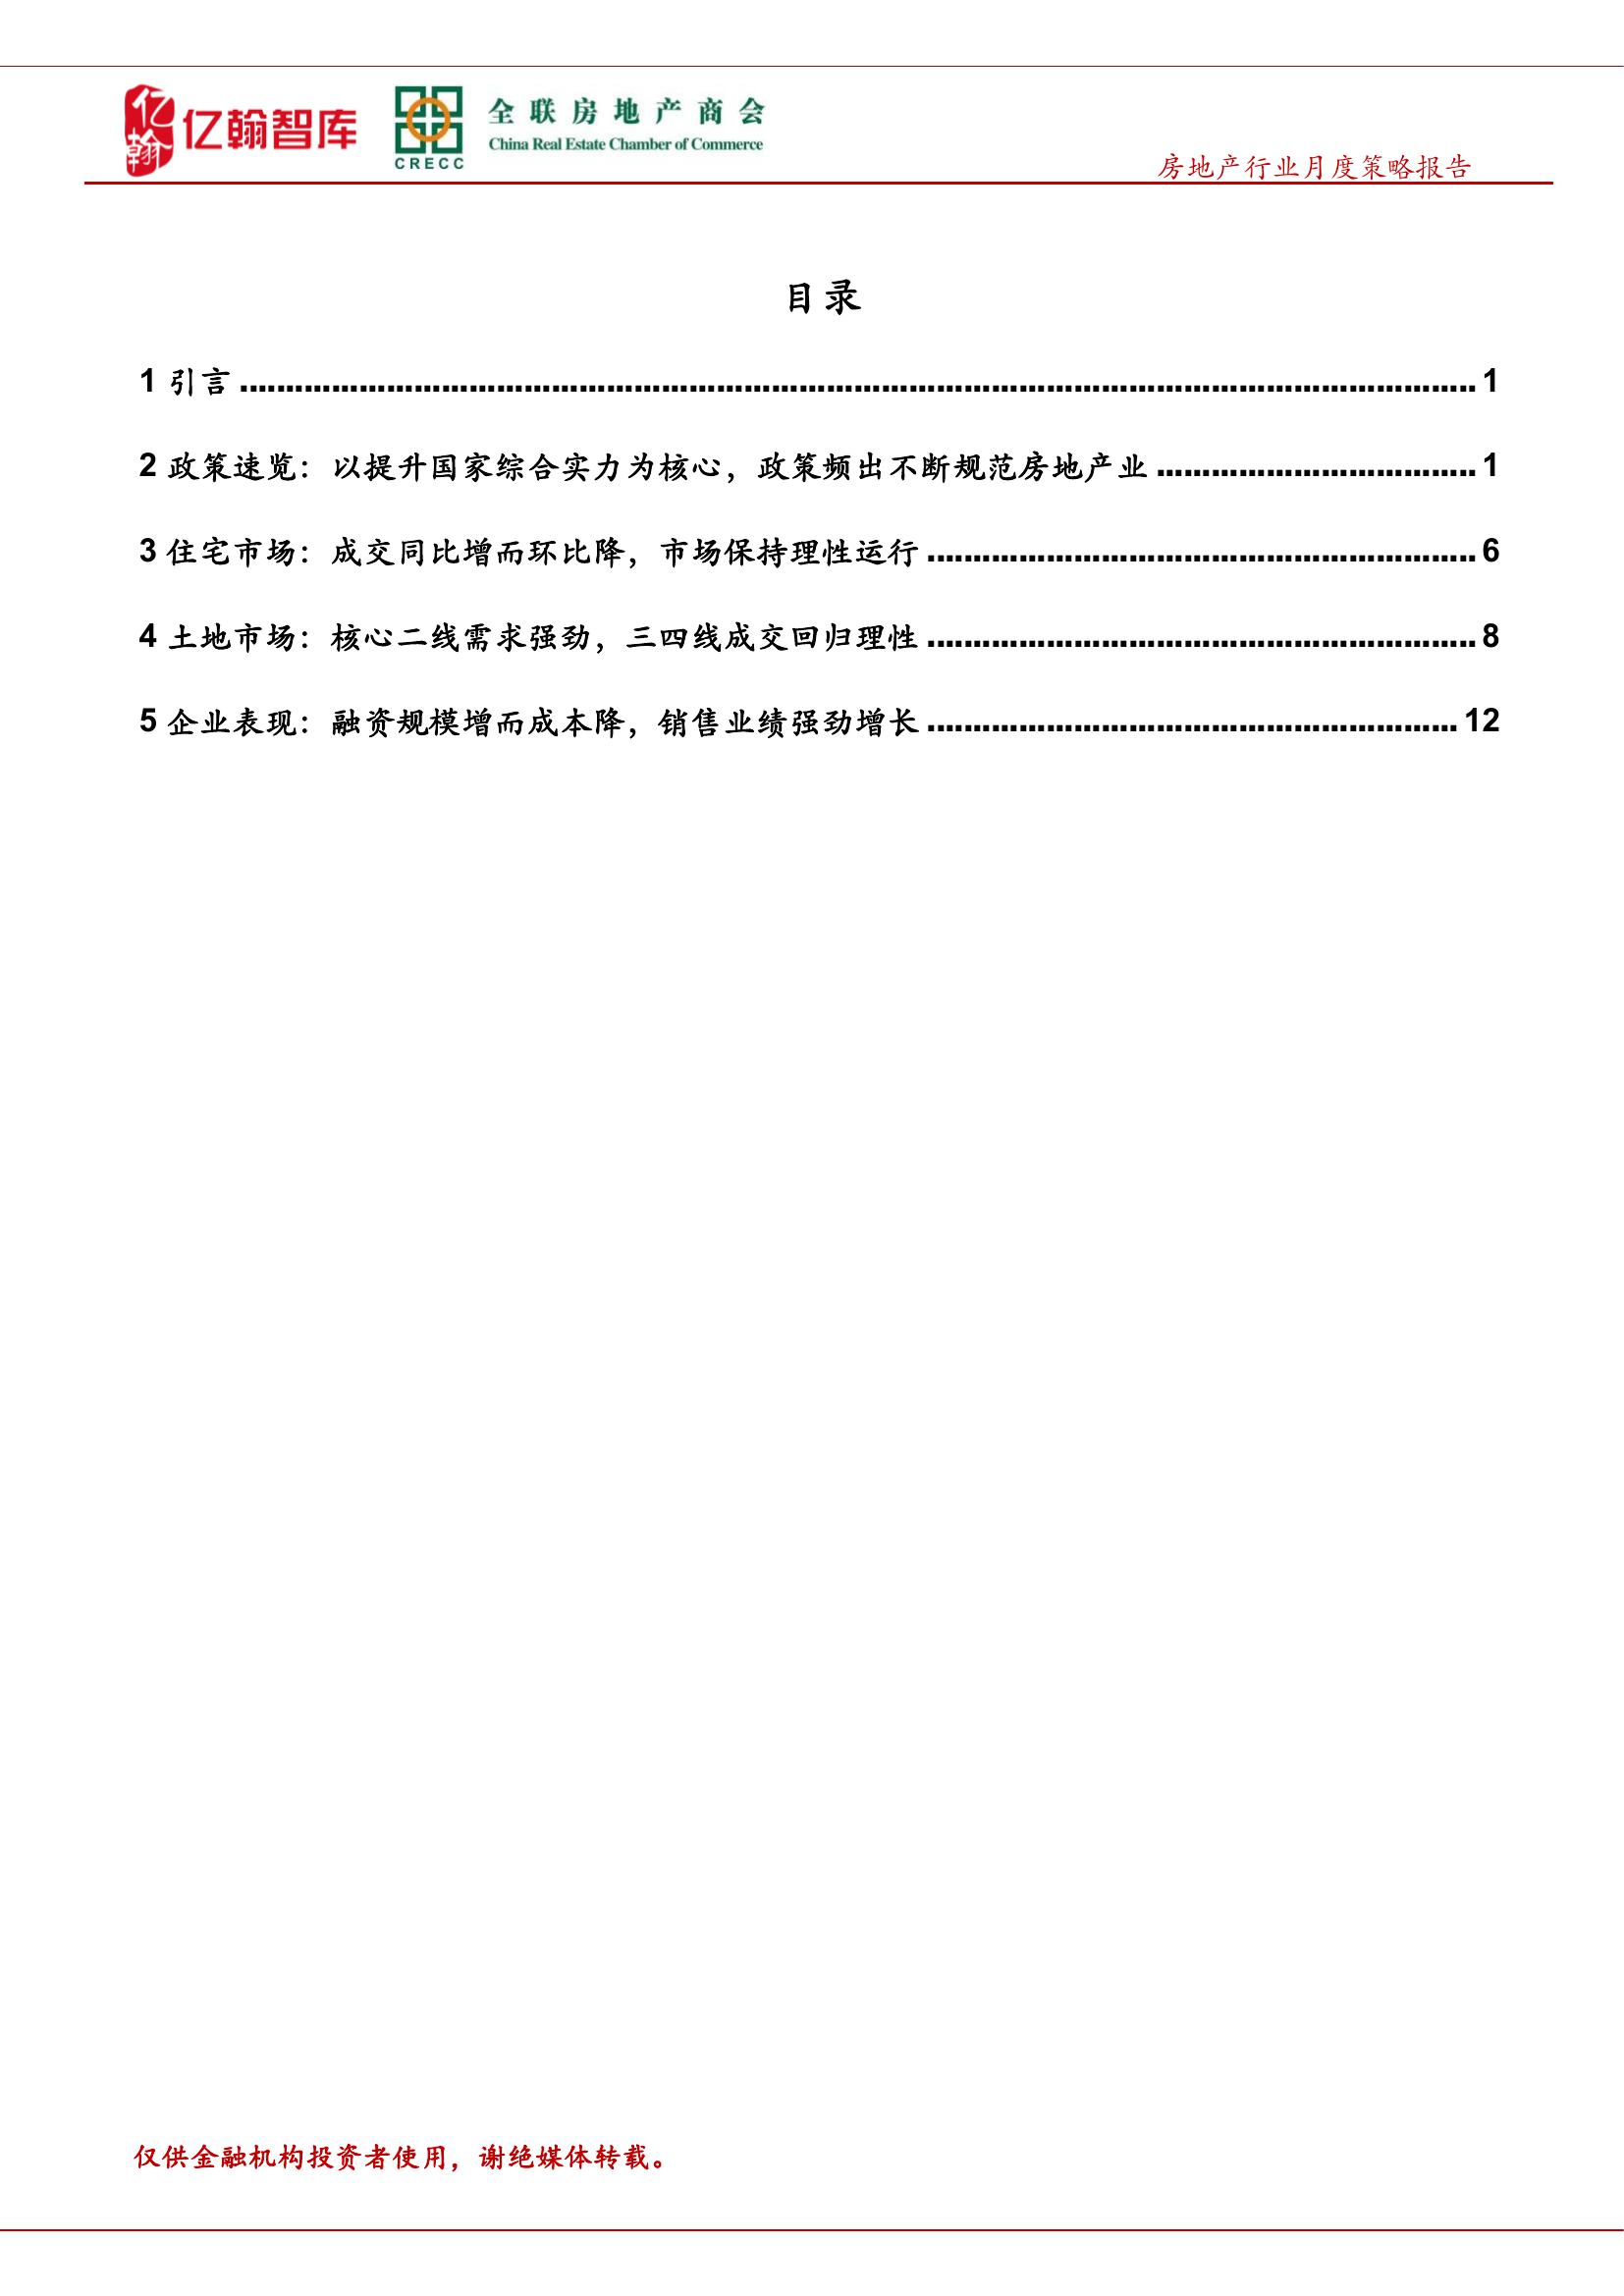 亿翰
亿翰智库
CRECC
全联房地产商会
China Real Estate Chamber of Commerce
房地产行业月度策略报告
目录
1 引言 ........................................ 1
2 政策速览：以提升国家综合实力为核心，政策频出不断规范房地产业 ........................................ 1
3 住宅市场：成交同比增而环比降，市场保持理性运行 ........................................ 6
4 土地市场：核心二线需求强劲，三四线成交回归理性 ........................................ 8
5 企业表现：融资规模增而成本降，销售业绩强劲增长 ........................................ 12
仅供金融机构投资者使用，谢绝媒体转载。